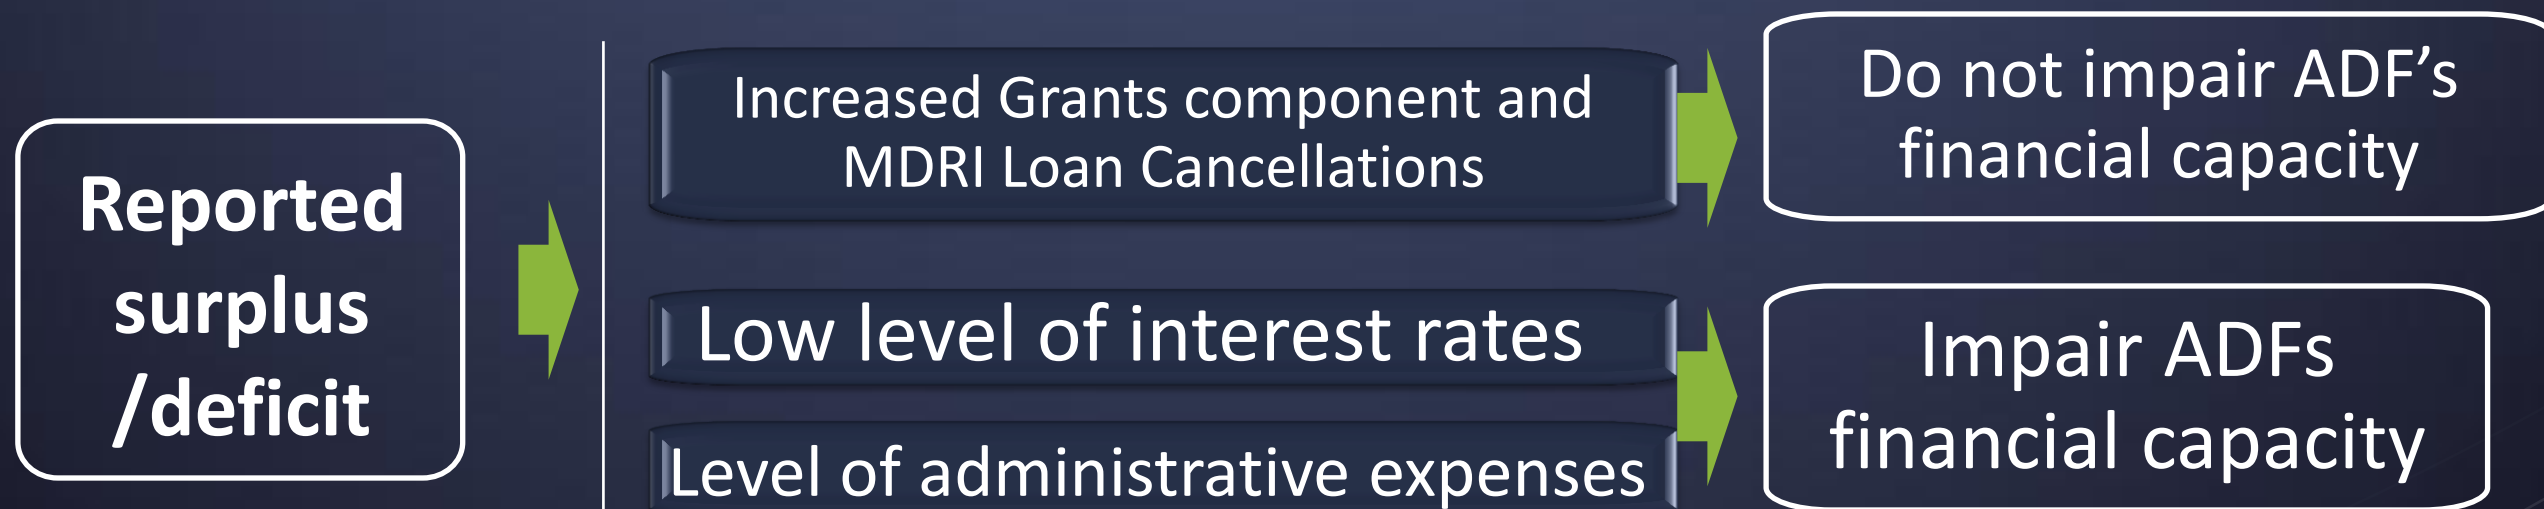 Reported
surplus
/deficit
Increased Grants component and
MDRI Loan Cancellations
Do not impair ADF’s
financial capacity
Low level of interest rates
Level of administrative expenses
Impair ADFs
financial capacity